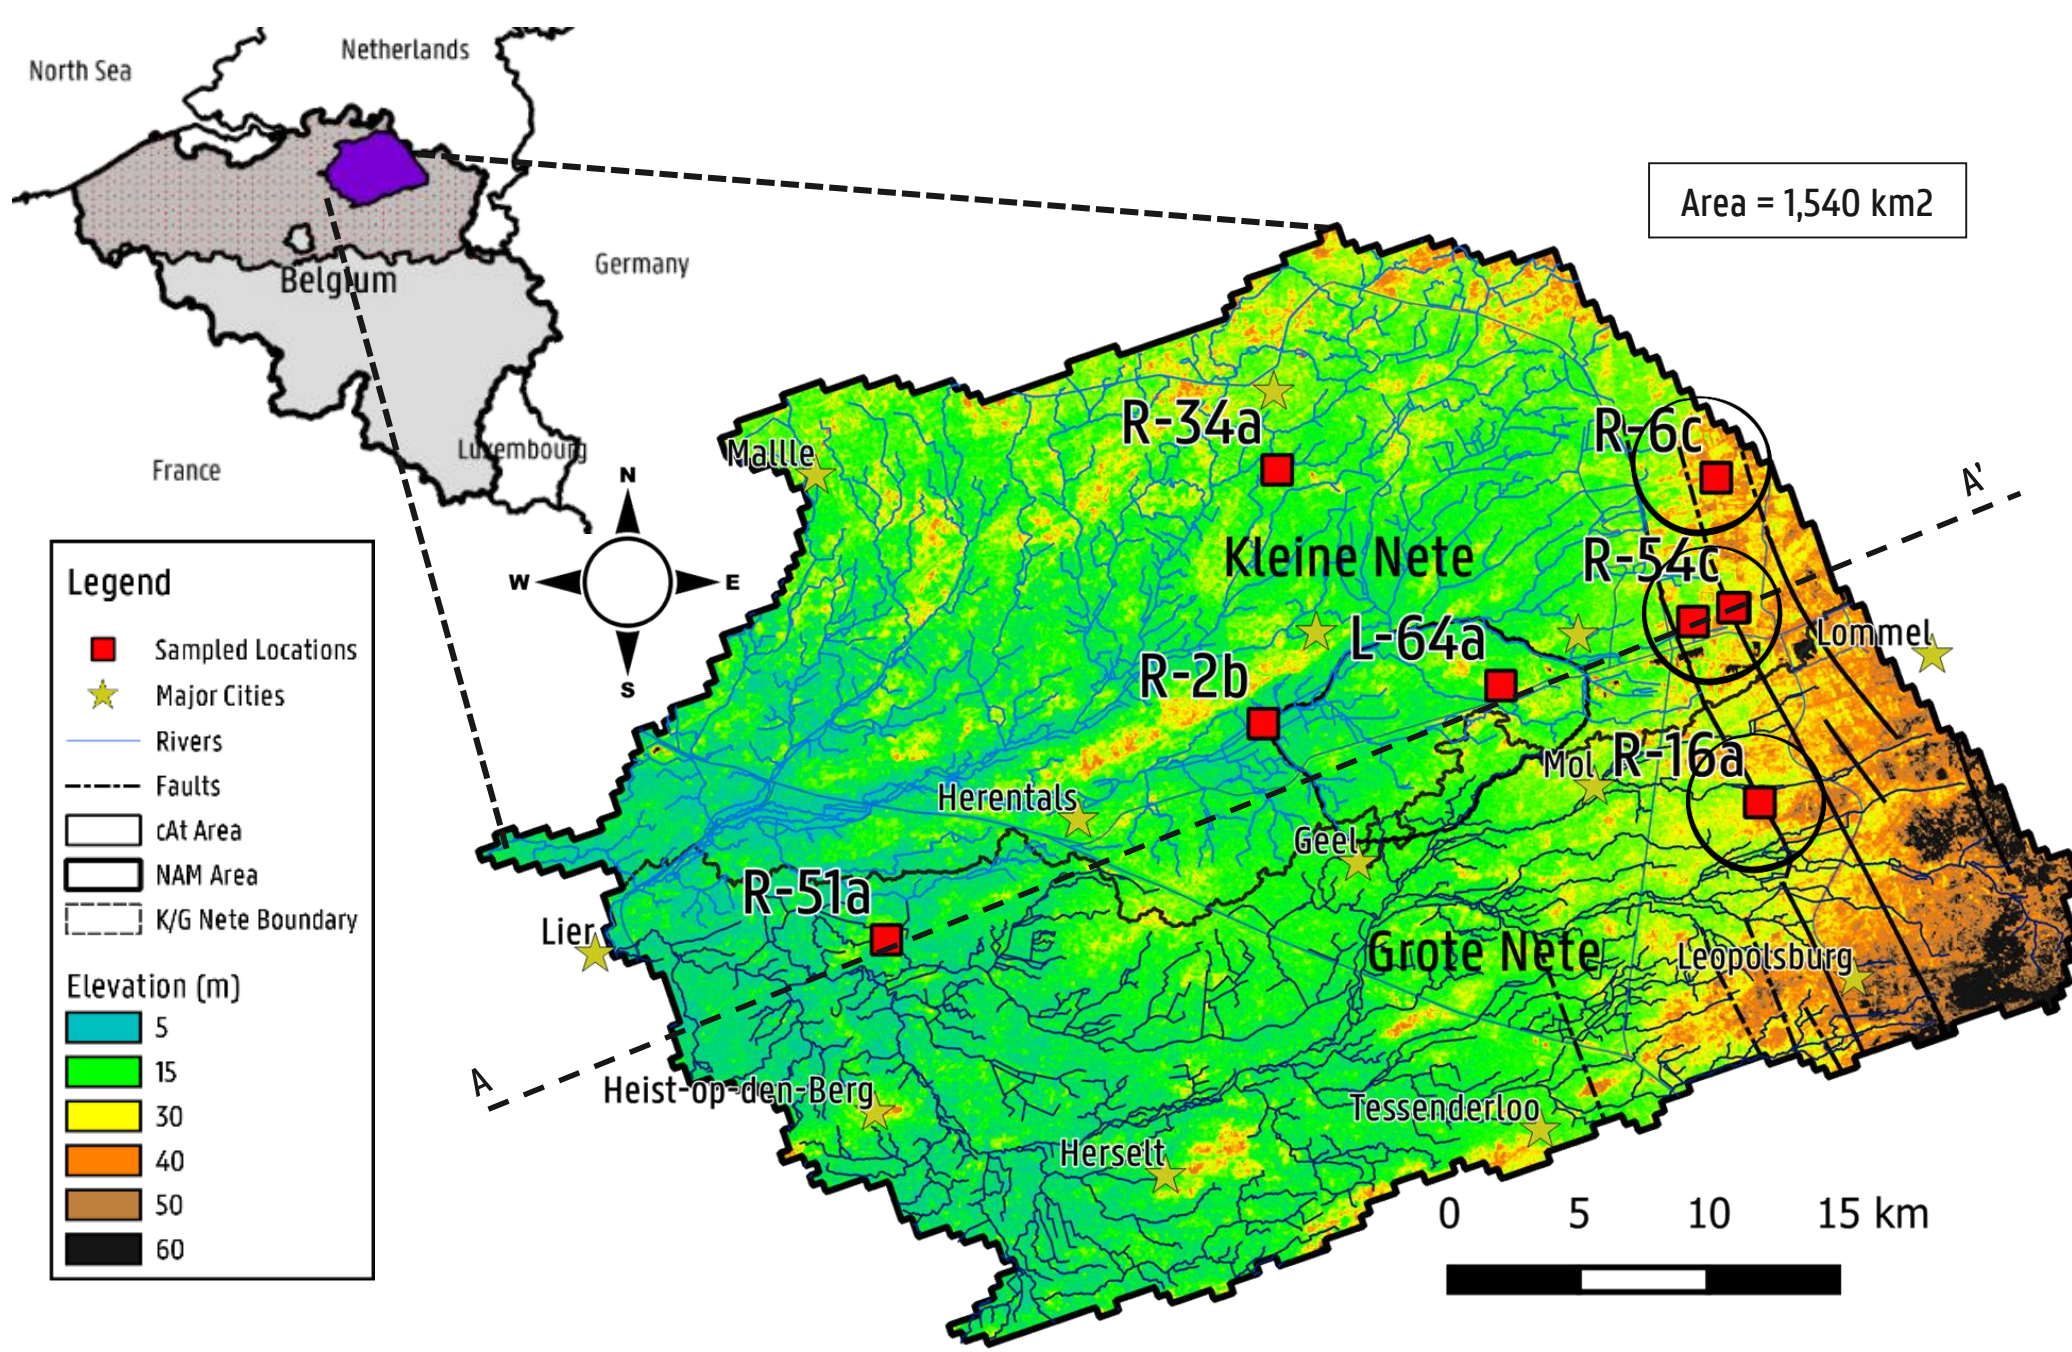 Netherlands
North Sea
Belgium
Germany
Luxembourg
France
Area = 1,540 km2
N
W
E
S
Legend
Sampled Locations
Major Cities
Rivers
Faults
cAt Area
NAM Area
K/G Nete Boundary
Elevation (m)
5
15
30
40
50
60
R-34a
R-6c
Mallle
A'
Kleine Nete
R-54c
L-64a
Lommel
R-2b
Mol
R-16a
Herentals
Geel
R-51a
Lier
Grote Nete
Leopolsburg
A
Heist-op-den-Berg
Tessenderloo
Herselt
0 5 10 15 km